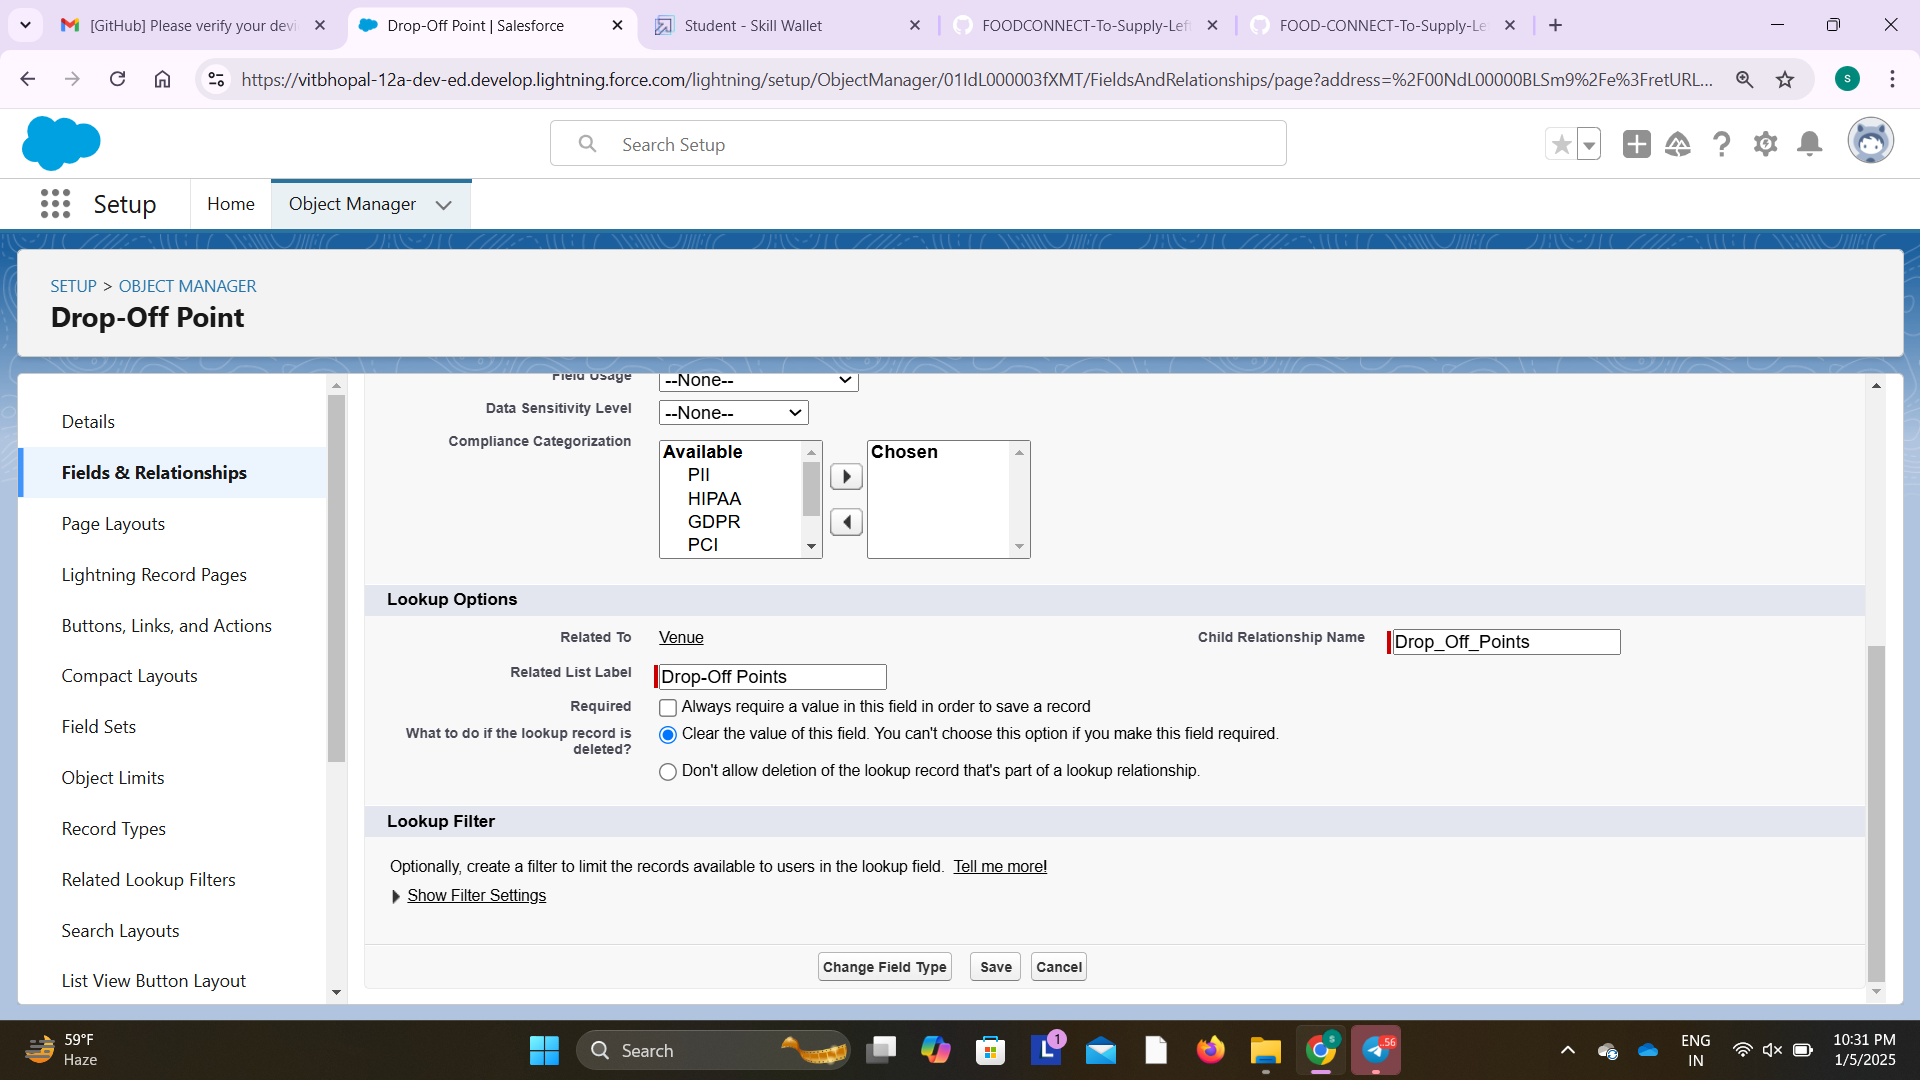 [GitHub] Please verify your devi
Drop-Off Point | Salesforce
Student - Skill Wallet
FOODCONNECT-To-Supply-Left
FOOD-CONNECT-To-Supply-Le
https://vitbhopal-12a-dev-ed.develop.lightning.force.com/lightning/setup/ObjectManager/01IdL000003fXMT/FieldsAndRelationships/page?address=%2F00NdL00000BLSm9%2Fe%3FretURL...
S
Search Setup
Setup
Home
Object Manager
SETUP > OBJECT MANAGER
Drop-Off Point
Details
Fields & Relationships
Page Layouts
Lightning Record Pages
Buttons, Links, and Actions
Compact Layouts
Field Sets
Object Limits
Record Types
Related Lookup Filters
Search Layouts
List View Button Layout
Field Usage
--None--
Data Sensitivity Level
--None--
Compliance Categorization
Available
PII
HIPAA
GDPR
PCI
Chosen
Lookup Options
Related To
Venue
Child Relationship Name
Drop_Off_Points
Related List Label
Drop-Off Points
Required
Always require a value in this field in order to save a record
What to do if the lookup record is
deleted?
Clear the value of this field. You can't choose this option if you make this field required.
Don't allow deletion of the lookup record that's part of a lookup relationship.
Lookup Filter
Optionally, create a filter to limit the records available to users in the lookup field. Tell me more!
Show Filter Settings
Change Field Type
Save
Cancel
59°F
Haze
Search
L
1
S
..56
ENG
IN
10:31 PM
1/5/2025